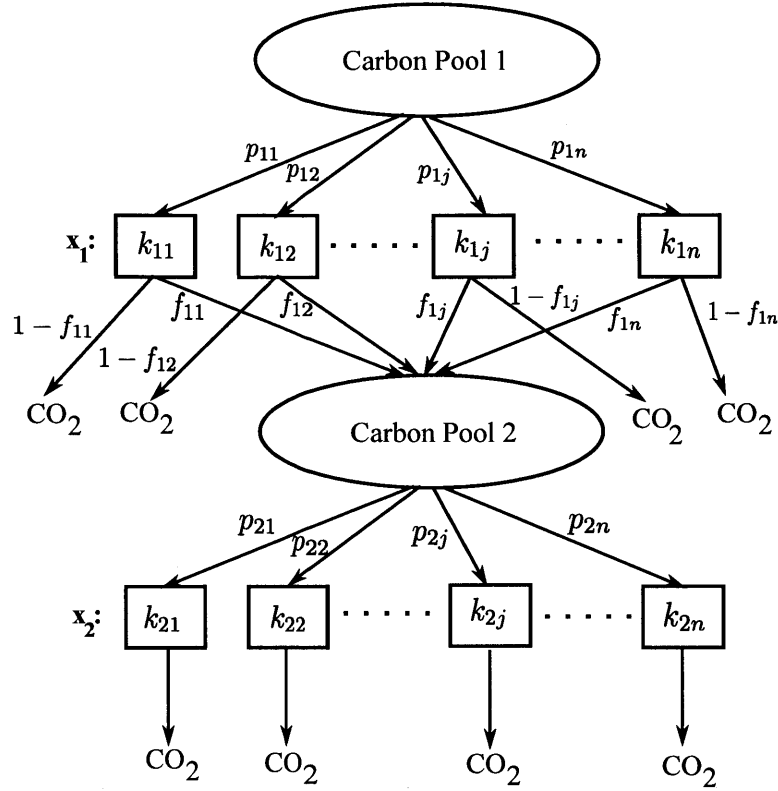 Carbon Pool 1
p₁₁ p₁₂ p₁ⱼ p₁ₙ
x₁: k₁₁ k₁₂ ..... k₁ⱼ ..... k₁ₙ
1 − f₁₁ f₁₁ 1 − f₁₂ f₁₂ f₁ⱼ 1 − f₁ⱼ f₁ₙ 1 − f₁ₙ
CO₂ CO₂ CO₂ CO₂
Carbon Pool 2
p₂₁ p₂₂ p₂ⱼ p₂ₙ
x₂: k₂₁ k₂₂ ..... k₂ⱼ ..... k₂ₙ
CO₂ CO₂ CO₂ CO₂